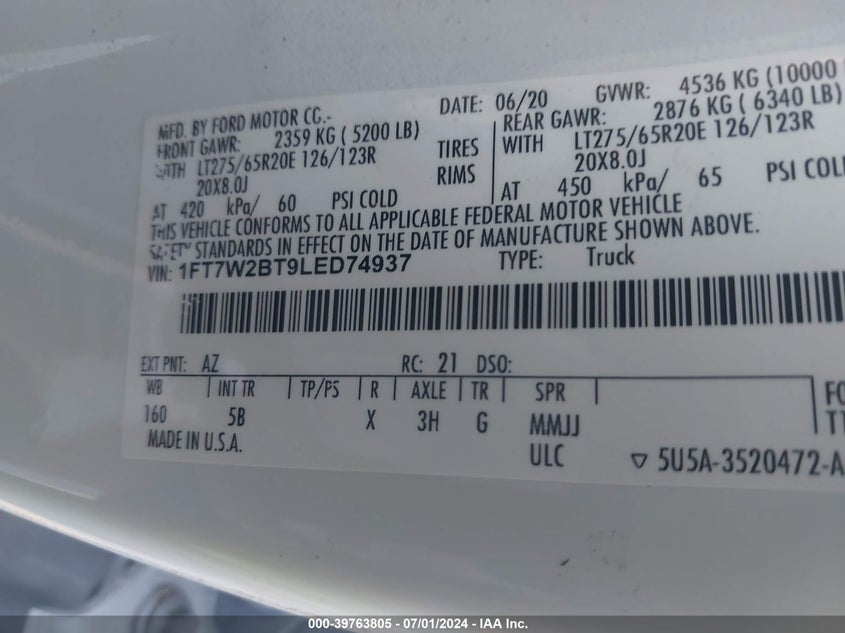 MFD. BY FORD MOTOR CO.- DATE: 06/20 GVWR: 4536 KG (10000
FRONT GAWR: 2359 KG ( 5200 LB) REAR GAWR: 2876 KG ( 6340 LB)
WITH LT275/65R20E 126/123R TIRES WITH LT275/65R20E 126/123R
20X8.0J RIMS 20X8.0J
AT 420 kPa/ 60 PSI COLD AT 450 kPa/ 65 PSI COLD
THIS VEHICLE CONFORMS TO ALL APPLICABLE FEDERAL MOTOR VEHICLE
SAFETY STANDARDS IN EFFECT ON THE DATE OF MANUFACTURE SHOWN ABOVE.
VIN: 1FT7W2BT9LED74937 TYPE: Truck
EXT PNT: AZ RC: 21 DSO:
WB INT TR TP/PS R AXLE TR SPR
160 5B X 3H G MMJJ
MADE IN U.S.A. ULC
5U5A-3520472-A
000-39763805 - 07/01/2024 - IAA Inc.